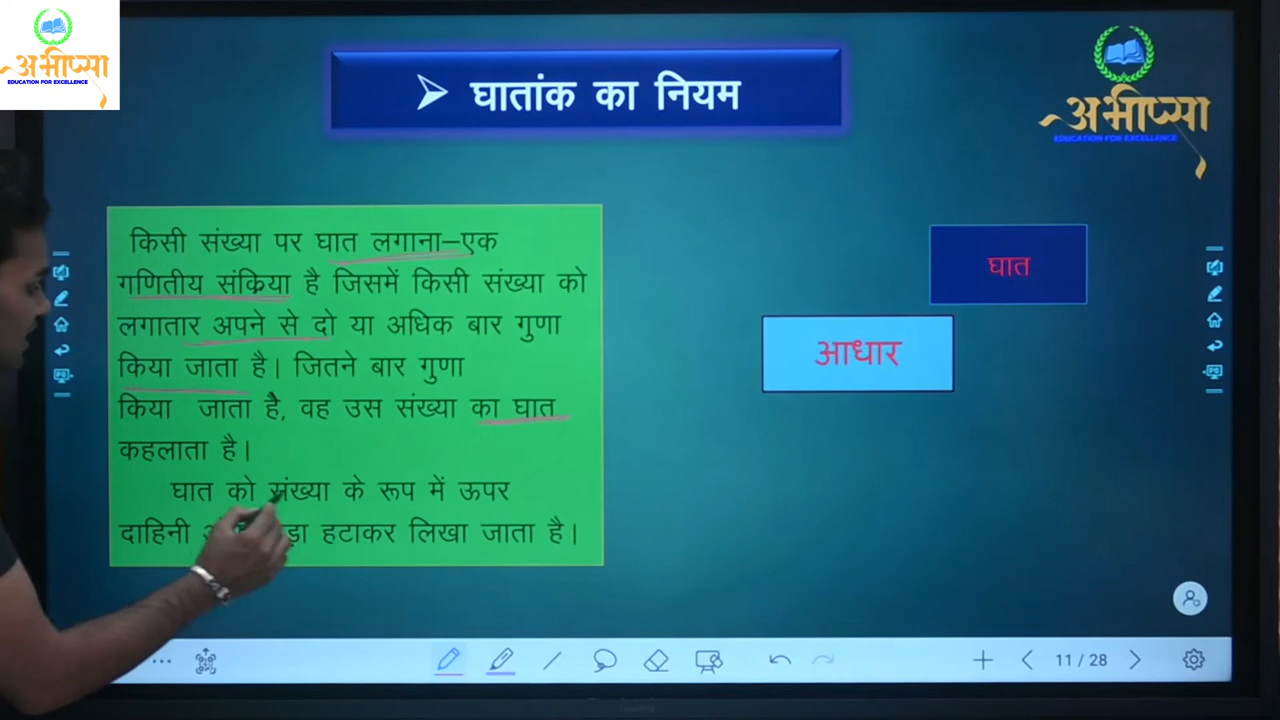 अभीप्सा
EDUCATION FOR EXCELLENCE
घातांक का नियम
अभीप्सा
EDUCATION FOR EXCELLENCE
किसी संख्या पर घात लगाना–एक
गणितीय संक्रिया है जिसमें किसी संख्या को
लगातार अपने से दो या अधिक बार गुणा
किया जाता है। जितने बार गुणा
किया जाता है, वह उस संख्या का घात
कहलाता है।
घात को संख्या के रूप में ऊपर
दाहिनी हटाकर लिखा जाता है।
घात
आधार
11 / 28